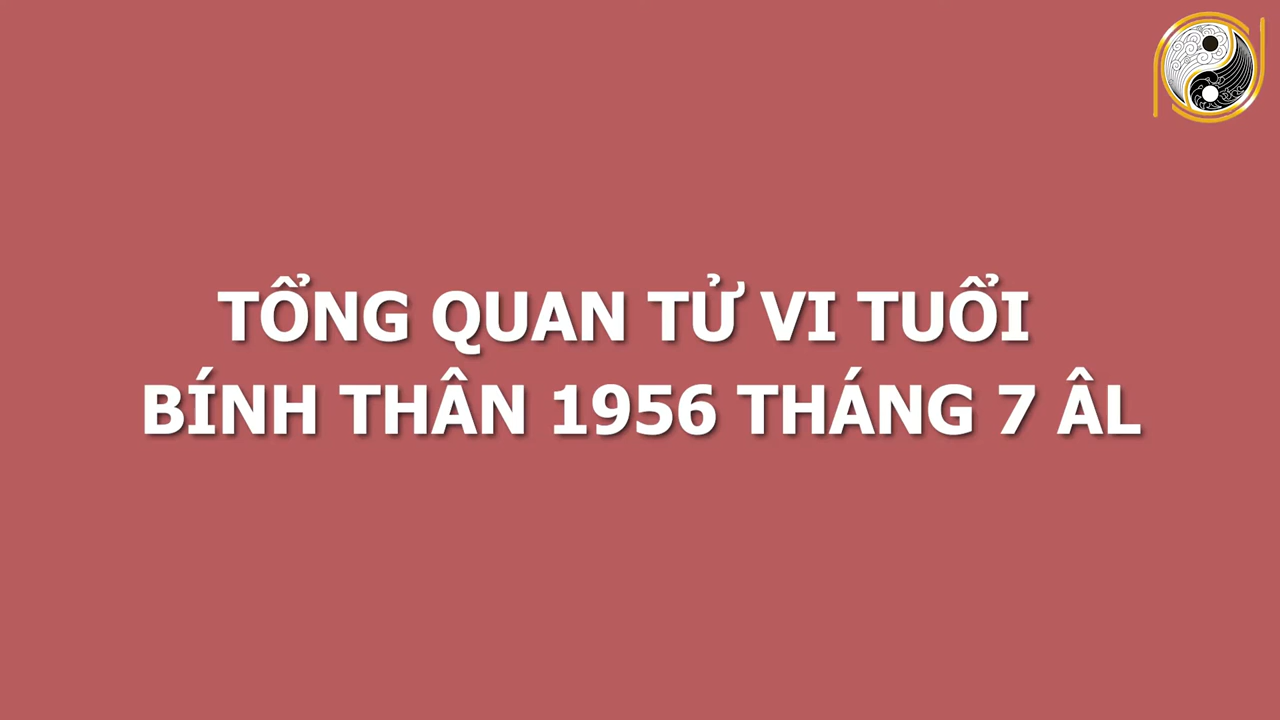 TỔNG QUAN TỬ VI TUỔI
BÍNH THÂN 1956 THÁNG 7 ÂL